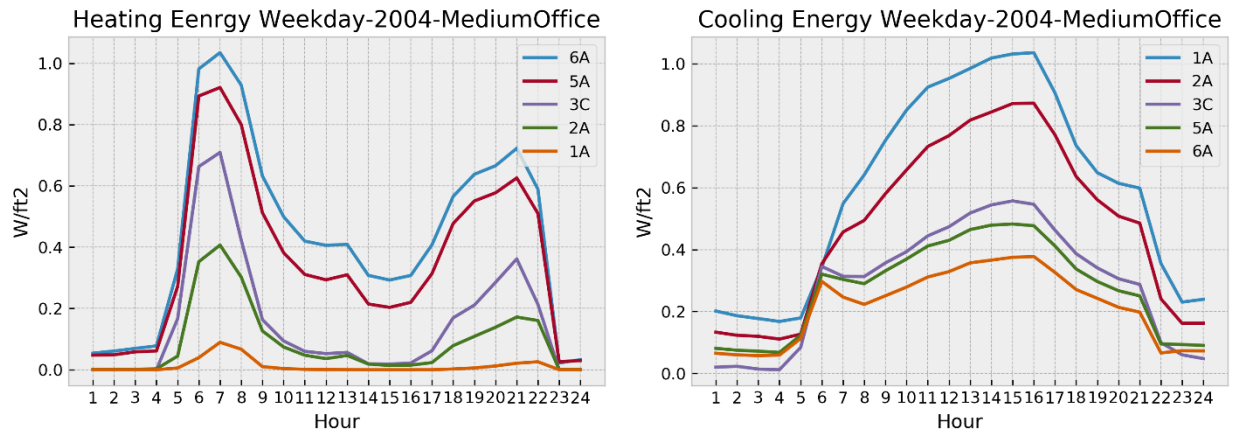 Heating Eenrgy Weekday-2004-MediumOffice
W/ft2
1.0
0.8
0.6
0.4
0.2
0.0
6A
5A
3C
2A
1A
1 2 3 4 5 6 7 8 9 10 11 12 13 14 15 16 17 18 19 20 21 22 23 24
Hour
Cooling Energy Weekday-2004-MediumOffice
W/ft2
1.0
0.8
0.6
0.4
0.2
0.0
1A
2A
3C
5A
6A
1 2 3 4 5 6 7 8 9 10 11 12 13 14 15 16 17 18 19 20 21 22 23 24
Hour